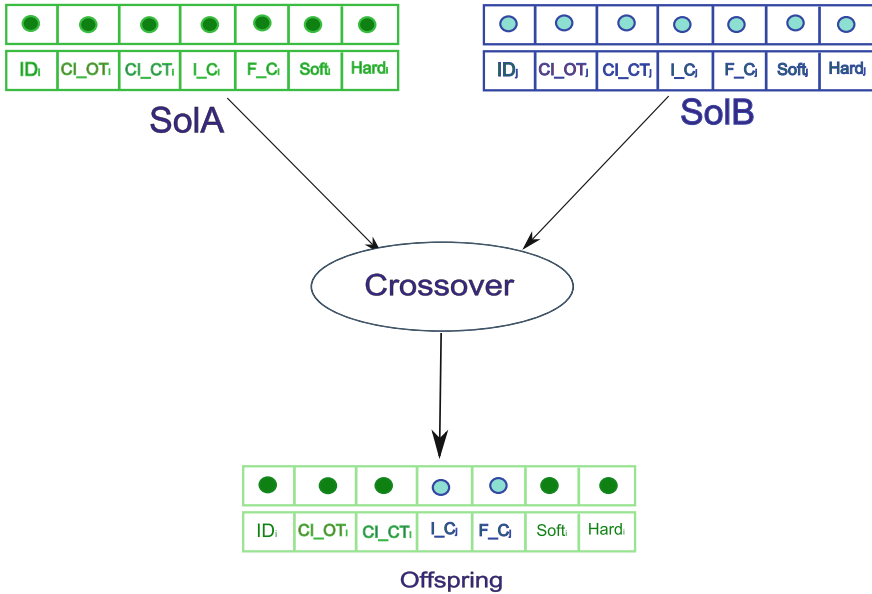 IDᵢ CI_OTᵢ CI_CTᵢ I_Cᵢ F_Cᵢ Softᵢ Hardᵢ
IDⱼ CI_OTⱼ CI_CTⱼ I_Cⱼ F_Cⱼ Softⱼ Hardⱼ
SolA
SolB
Crossover
IDᵢ CI_OTᵢ CI_CTᵢ I_Cⱼ F_Cⱼ Softᵢ Hardᵢ
Offspring